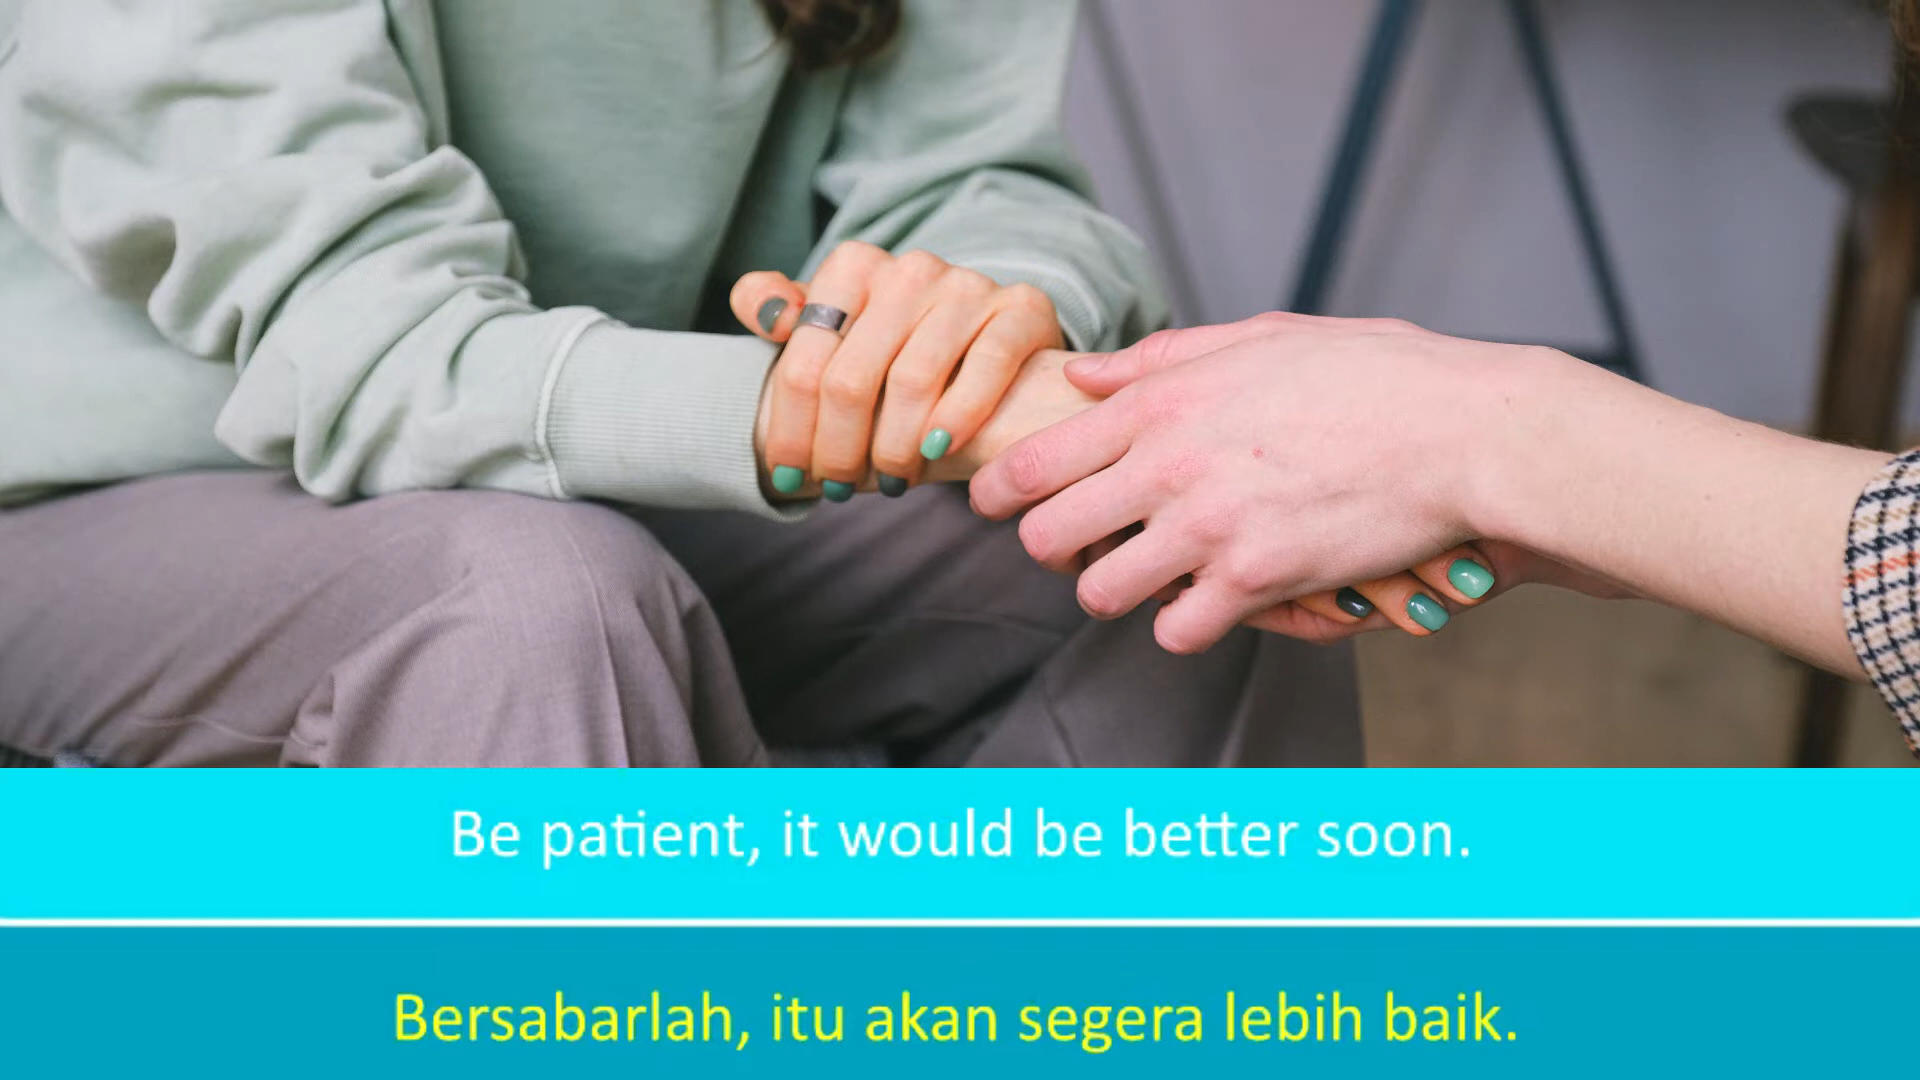 Be patient, it would be better soon.
Bersabarlah, itu akan segera lebih baik.